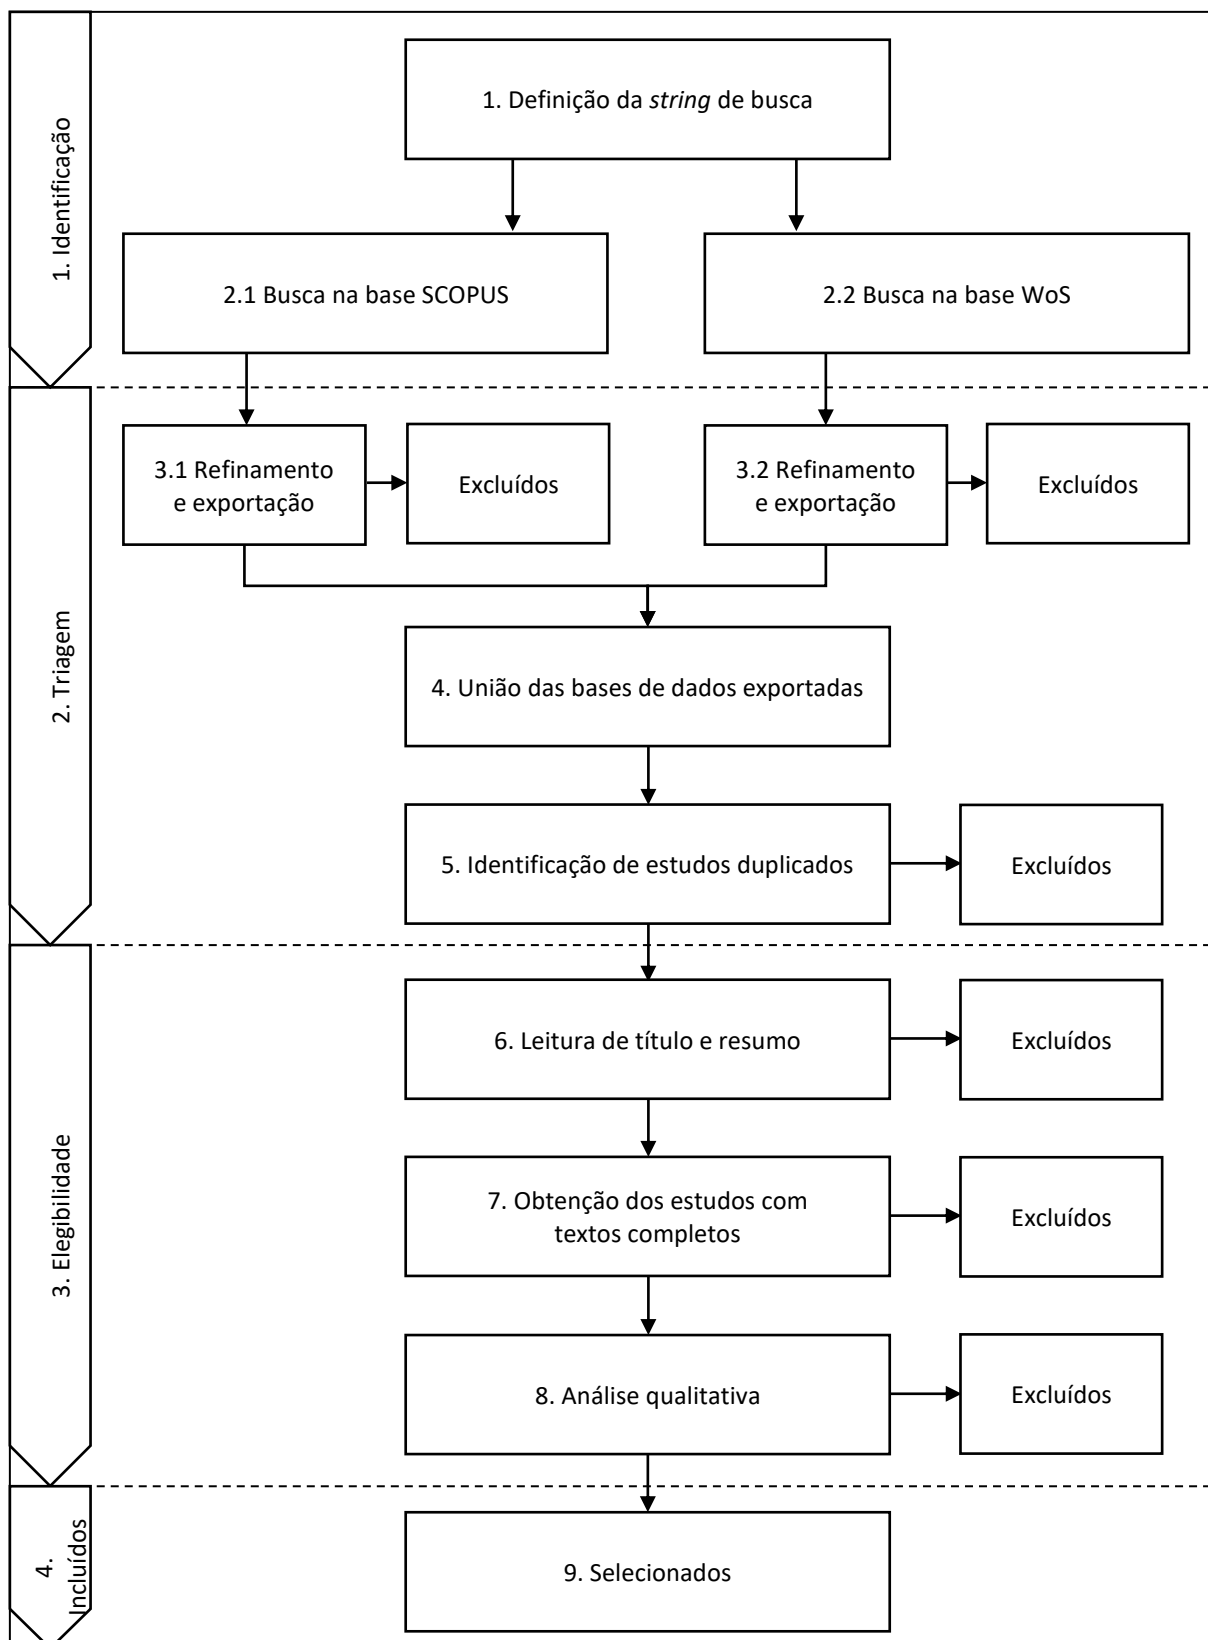 1. Identificação
1. Definição da string de busca
2.1 Busca na base SCOPUS
2.2 Busca na base WoS
2. Triagem
3.1 Refinamento
e exportação
Excluídos
3.2 Refinamento
e exportação
Excluídos
4. União das bases de dados exportadas
5. Identificação de estudos duplicados
Excluídos
3. Elegibilidade
6. Leitura de título e resumo
Excluídos
7. Obtenção dos estudos com
textos completos
Excluídos
8. Análise qualitativa
Excluídos
4.
Incluídos
9. Selecionados